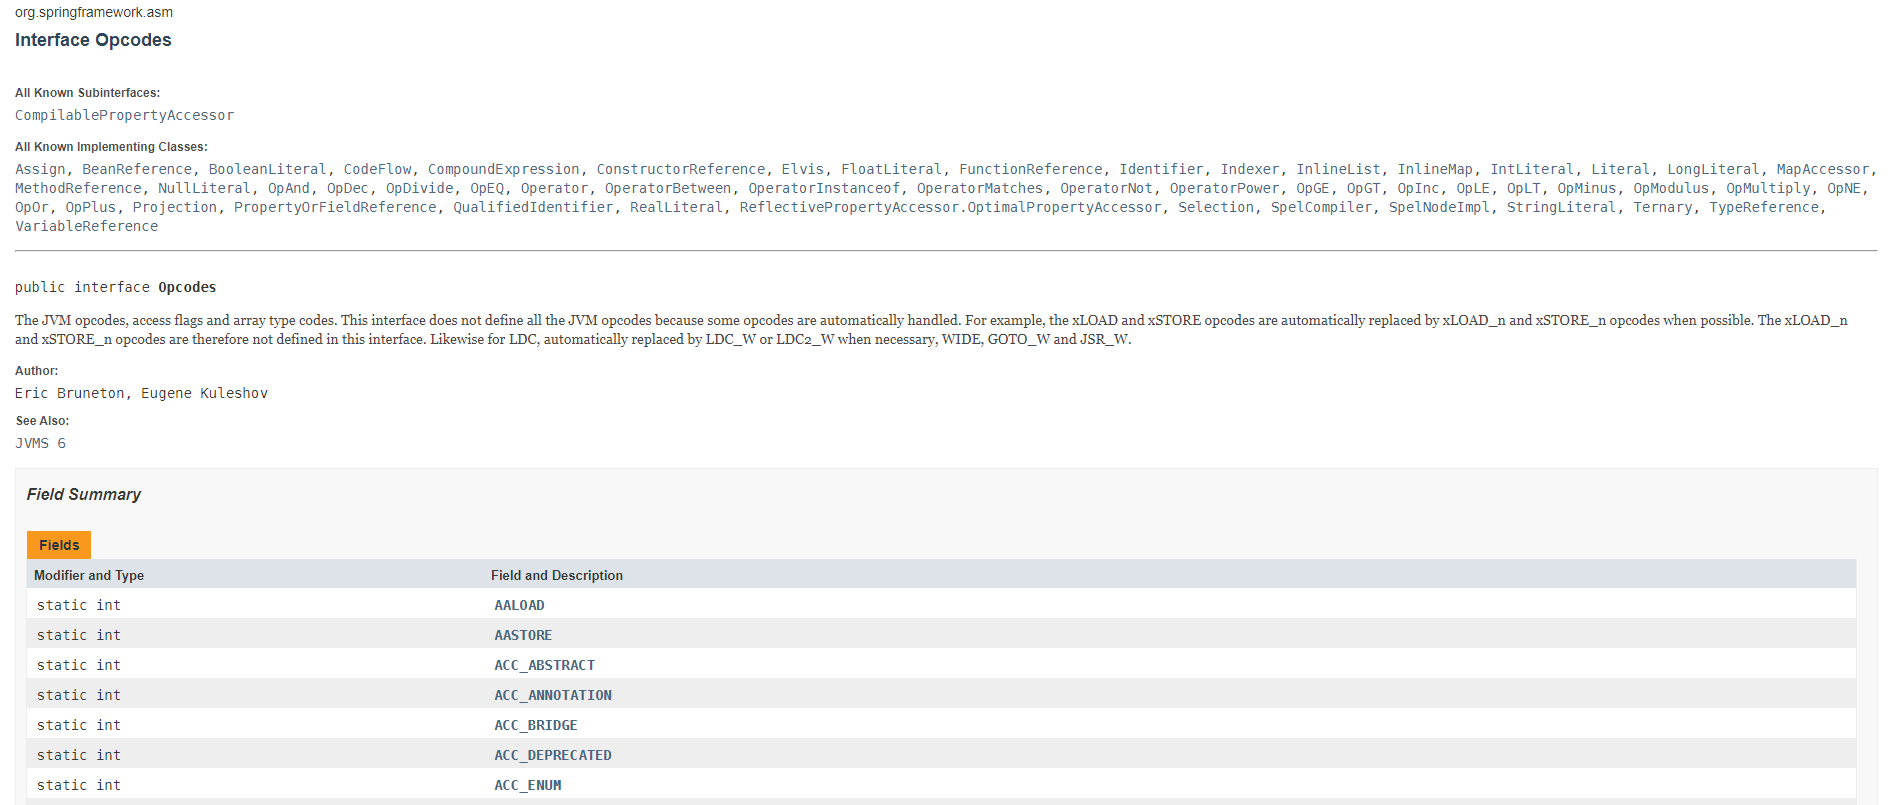 org.springframework.asm
Interface Opcodes
All Known Subinterfaces:
CompilablePropertyAccessor
All Known Implementing Classes:
Assign, BeanReference, BooleanLiteral, CodeFlow, CompoundExpression, ConstructorReference, Elvis, FloatLiteral, FunctionReference, Identifier, Indexer, InlineList, InlineMap, IntLiteral, Literal, LongLiteral, MapAccessor,
MethodReference, NullLiteral, OpAnd, OpDec, OpDivide, OpEQ, Operator, OperatorBetween, OperatorInstanceof, OperatorMatches, OperatorNot, OperatorPower, OpGE, OpGT, OpInc, OpLE, OpLT, OpMinus, OpModulus, OpMultiply, OpNE,
OpOr, OpPlus, Projection, PropertyOrFieldReference, QualifiedIdentifier, RealLiteral, ReflectivePropertyAccessor.OptimalPropertyAccessor, Selection, SpelCompiler, SpelNodeImpl, StringLiteral, Ternary, TypeReference,
VariableReference
public interface Opcodes
The JVM opcodes, access flags and array type codes. This interface does not define all the JVM opcodes because some opcodes are automatically handled. For example, the xLOAD and xSTORE opcodes are automatically replaced by xLOAD_n and xSTORE_n opcodes when possible. The xLOAD_n
and xSTORE_n opcodes are therefore not defined in this interface. Likewise for LDC, automatically replaced by LDC_W or LDC2_W when necessary, WIDE, GOTO_W and JSR_W.
Author:
Eric Bruneton, Eugene Kuleshov
See Also:
JVMS 6
Field Summary
Fields
Modifier and Type Field and Description
static int AALOAD
static int AASTORE
static int ACC_ABSTRACT
static int ACC_ANNOTATION
static int ACC_BRIDGE
static int ACC_DEPRECATED
static int ACC_ENUM